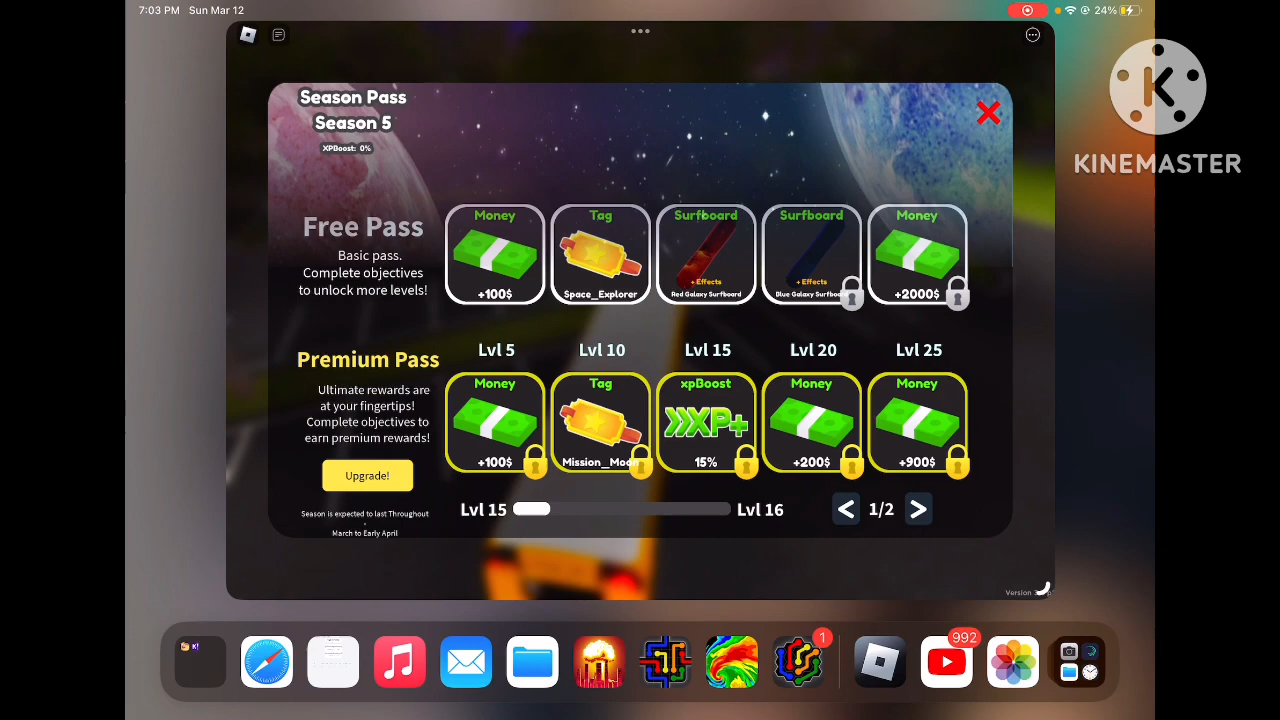 7:03 PM Sun Mar 12
24%
KINEMASTER
Season Pass
Season 5
XPBoost: 0%
Free Pass
Basic pass.
Complete objectives
to unlock more levels!
Money
+100$
Tag
Space_Explorer
Surfboard
+ Effects
Red Galaxy Surfboard
Surfboard
+ Effects
Blue Galaxy
Money
+2000$
Lvl 5
Lvl 10
Lvl 15
Lvl 20
Lvl 25
Premium Pass
Ultimate rewards are
at your fingertips!
Complete objectives to
earn premium rewards!
Upgrade!
Season is expected to last Throughout
-
March to Early April
Money
+100$
Tag
xpBoost
XP+
15%
Money
+200$
Money
+900$
Lvl 15
Lvl 16
< 1/2 >
Version
1
992